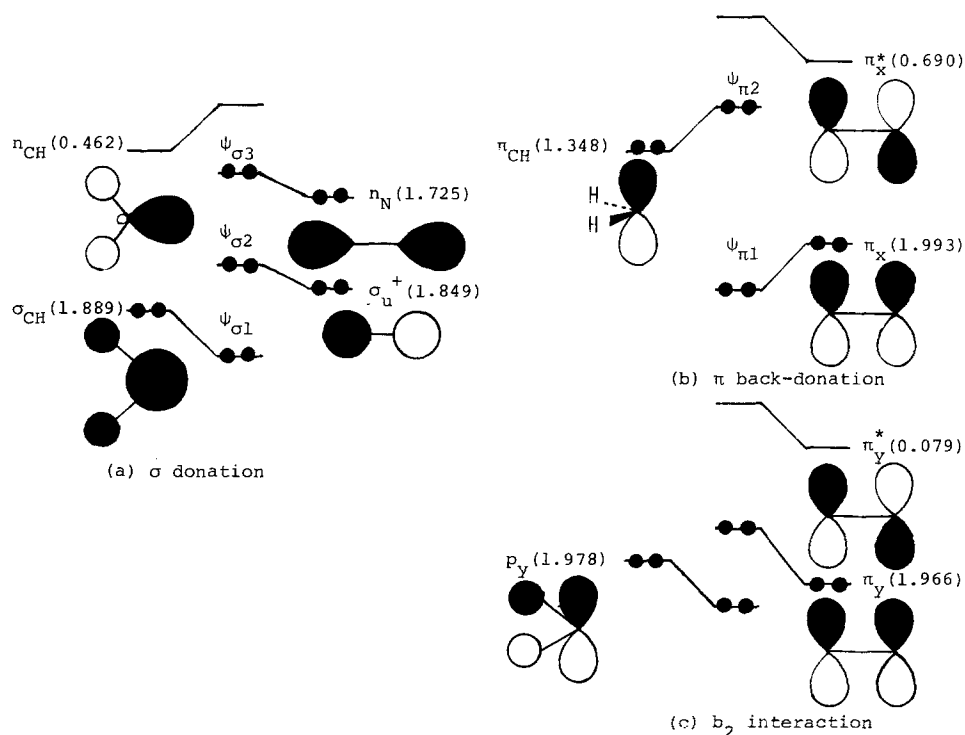 n_CH(0.462)
ψ_σ3
n_N(1.725)
ψ_σ2
σ_u^+(1.849)
σ_CH(1.889)
ψ_σ1
(a) σ donation
π_x^*(0.690)
ψ_π2
π_CH(1.348)
H
H
ψ_π1
π_x(1.993)
(b) π back-donation
π_y^*(0.079)
p_y(1.978)
π_y(1.966)
(c) b_2 interaction